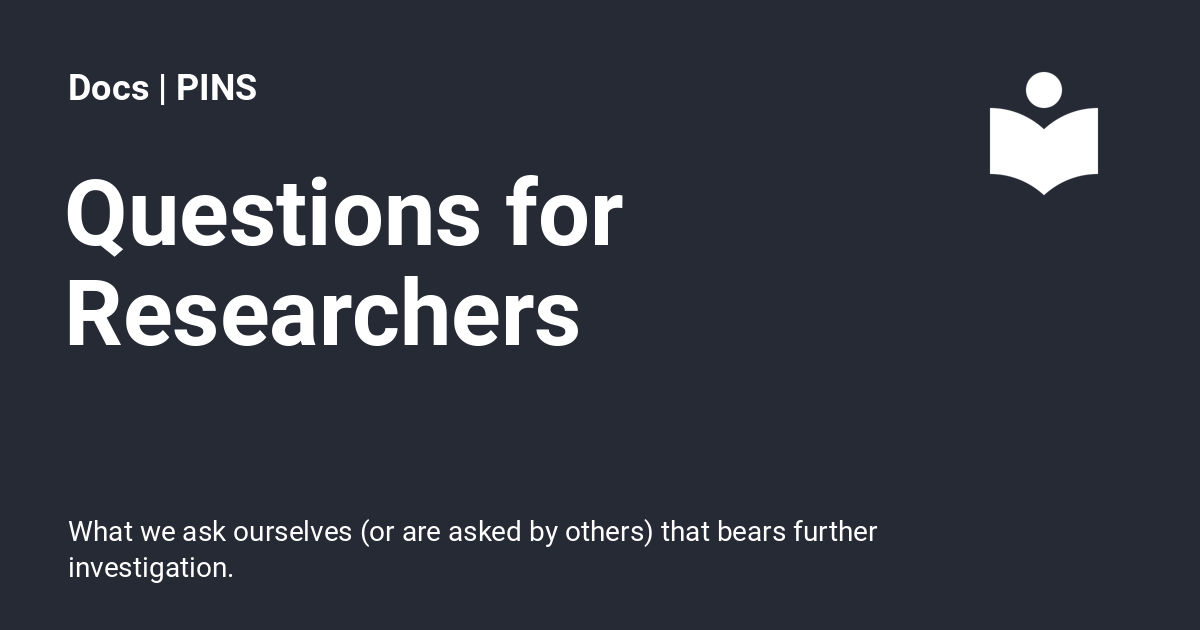 Docs | PINS
Questions for
Researchers
What we ask ourselves (or are asked by others) that bears further
investigation.